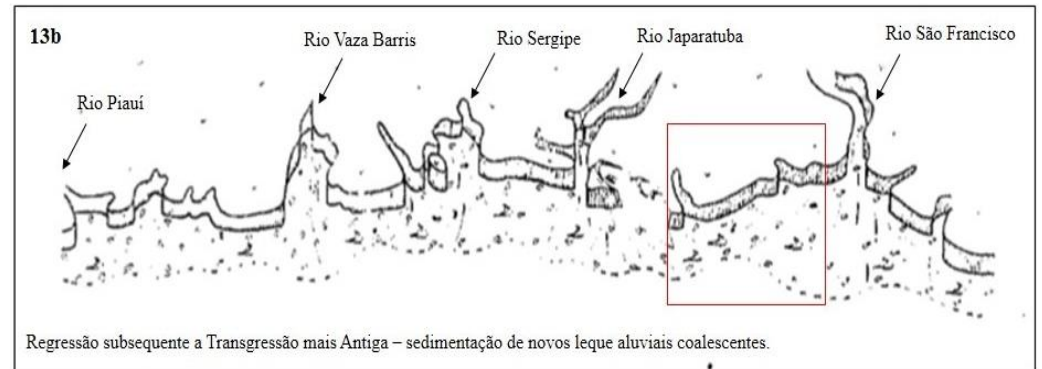 13b
Rio Vaza Barris
Rio Sergipe
Rio Japaratuba
Rio São Francisco
Rio Piauí
Regressão subsequente a Transgressão mais Antiga – sedimentação de novos leque aluviais coalescentes.